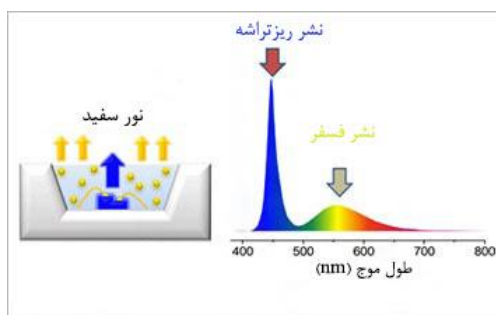 نشر ریزتراشه
نور سفید
نشر فسفر
400 500 600 700 800
طول موج (nm)